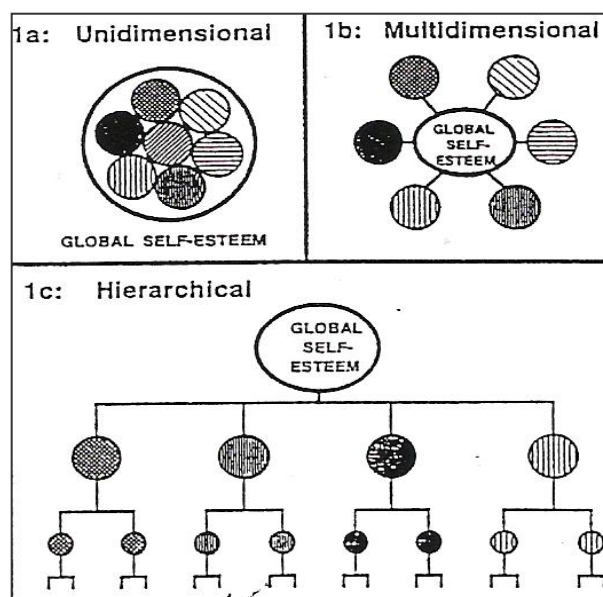 1a: Unidimensional
GLOBAL SELF-ESTEEM
1b: Multidimensional
GLOBAL
SELF-
ESTEEM
1c: Hierarchical
GLOBAL
SELF-
ESTEEM